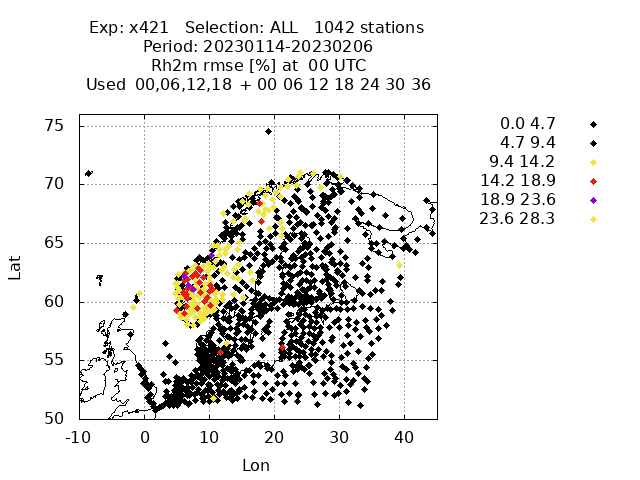 Exp: x421 Selection: ALL 1042 stations
Period: 20230114-20230206
Rh2m rmse [%] at 00 UTC
Used 00,06,12,18 + 00 06 12 18 24 30 36
75
70
65
60
55
50
Lat
-10 0 10 20 30 40
Lon
0.0 4.7
4.7 9.4
9.4 14.2
14.2 18.9
18.9 23.6
23.6 28.3